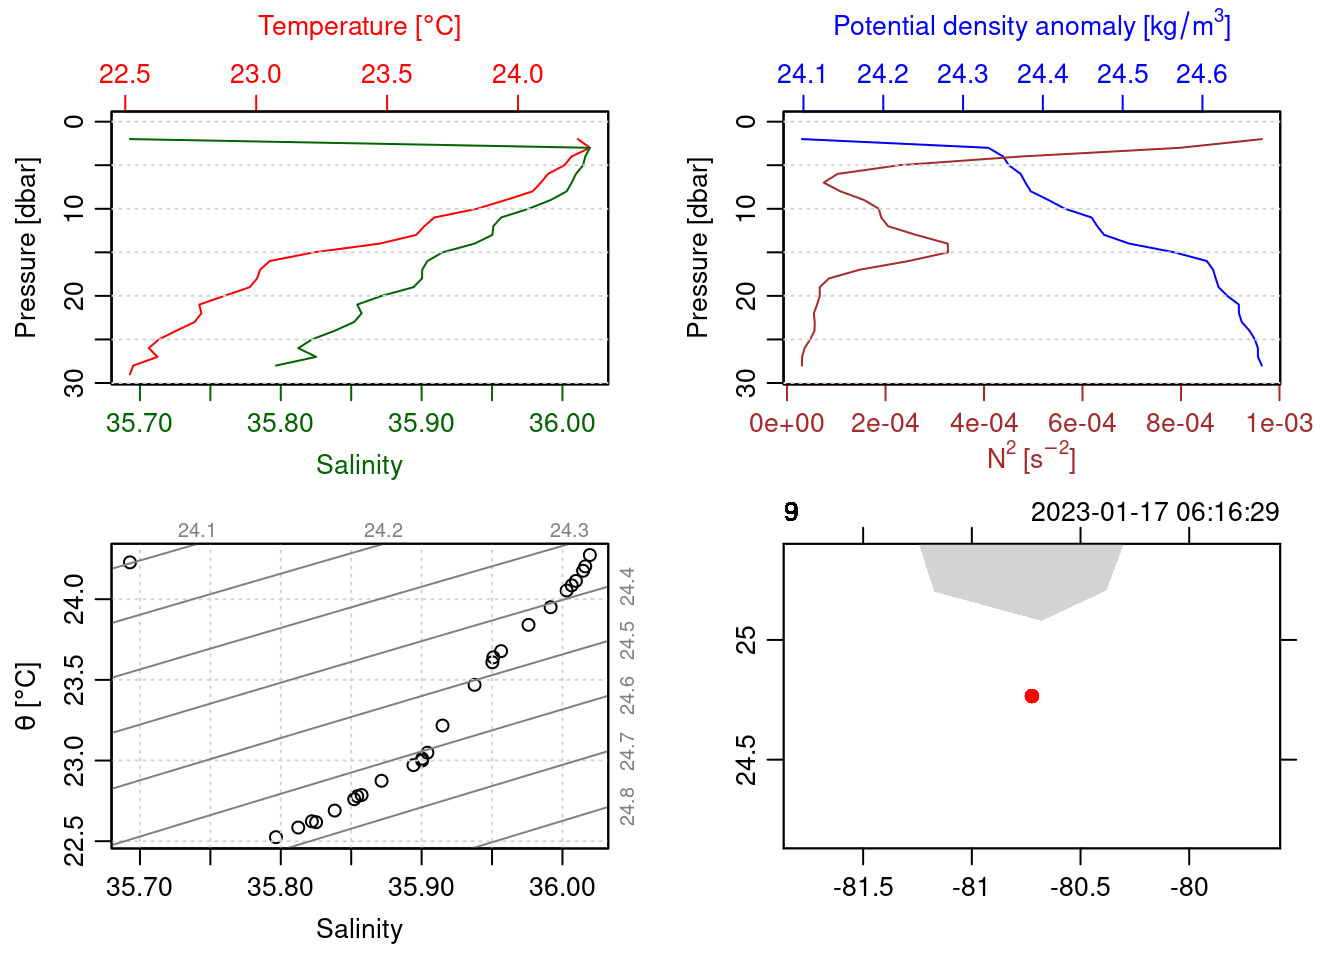 Temperature [°C]
22.5 23.0 23.5 24.0
Pressure [dbar]
0 10 20 30
35.70 35.80 35.90 36.00
Salinity
Potential density anomaly [kg/m³]
24.1 24.2 24.3 24.4 24.5 24.6
Pressure [dbar]
0 10 20 30
0e+00 2e-04 4e-04 6e-04 8e-04 1e-03
N² [s⁻²]
24.1 24.2 24.3
24.4
24.5
24.6
24.7
24.8
θ [°C]
24.0
23.5
23.0
22.5
35.70 35.80 35.90 36.00
Salinity
2023-01-17 06:16:29
25
24.5
-81.5 -81 -80.5 -80